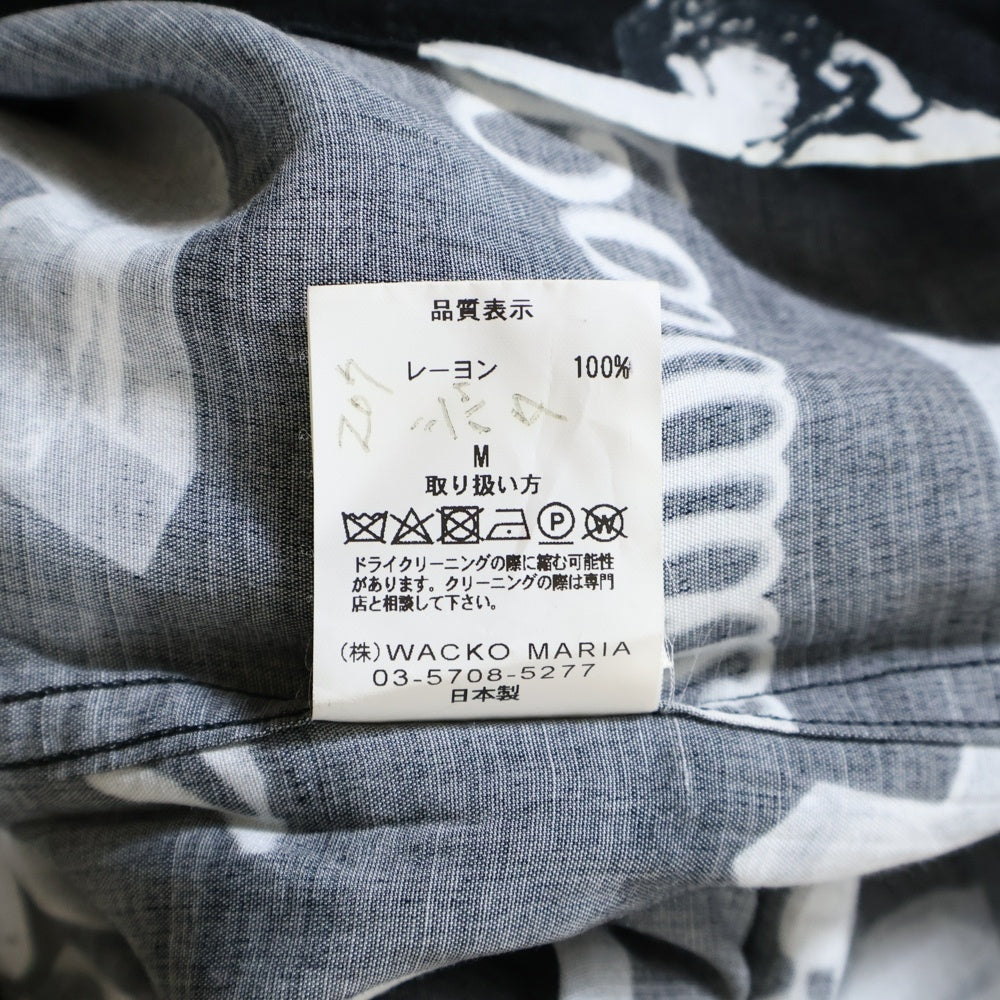 品質表示
レーヨン 100%
M
取り扱い方
P W
ドライクリーニングの際に縮む可能性
があります。クリーニングの際は専門
店と相談して下さい。
(株)WACKO MARIA
03-5708-5277
日本製